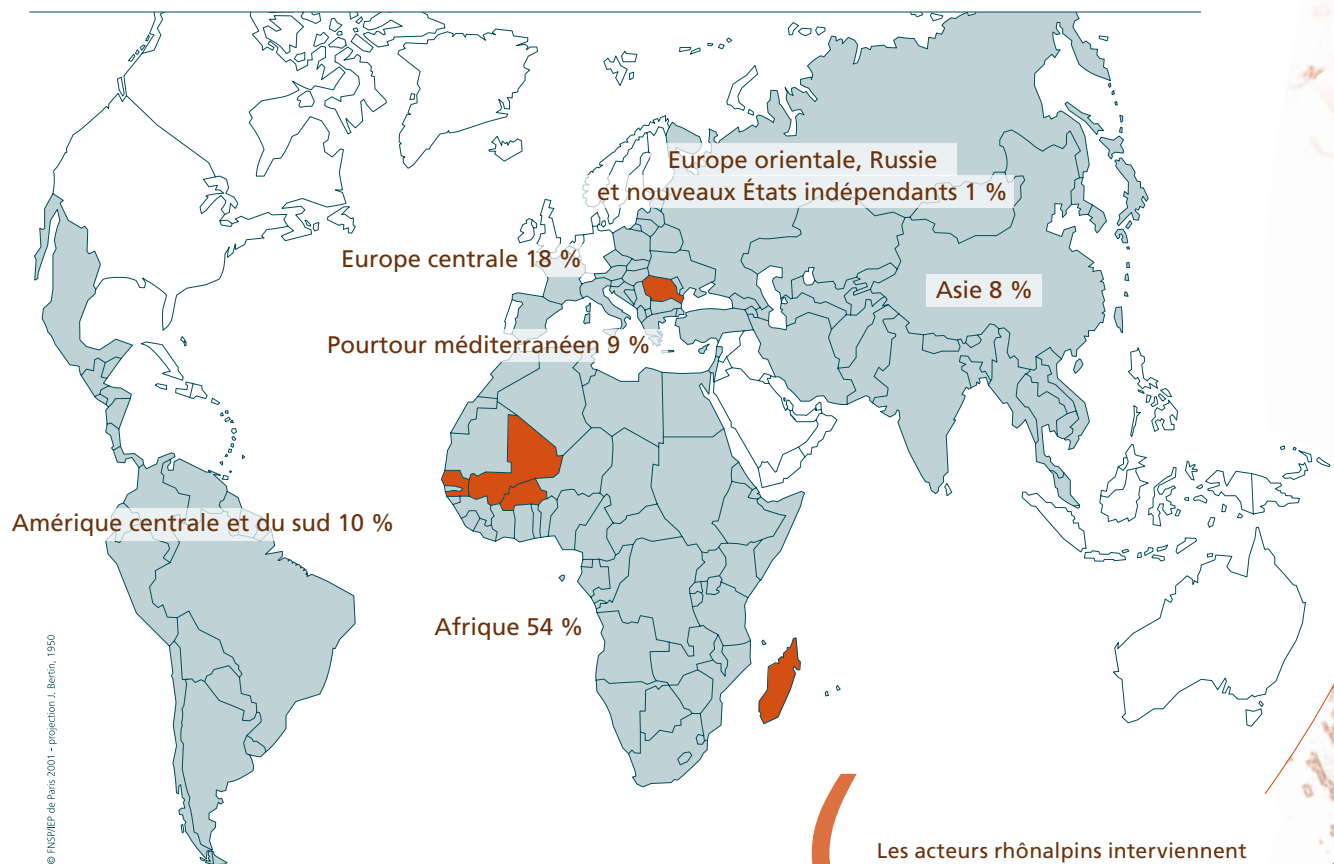 Europe orientale, Russie
et nouveaux États indépendants 1 %
Europe centrale 18 %
Asie 8 %
Pourtour méditerranéen 9 %
Amérique centrale et du sud 10 %
Afrique 54 %
© FNSP/IEP de Paris 2001 - projection J. Bertin, 1950
Les acteurs rhônalpins interviennent